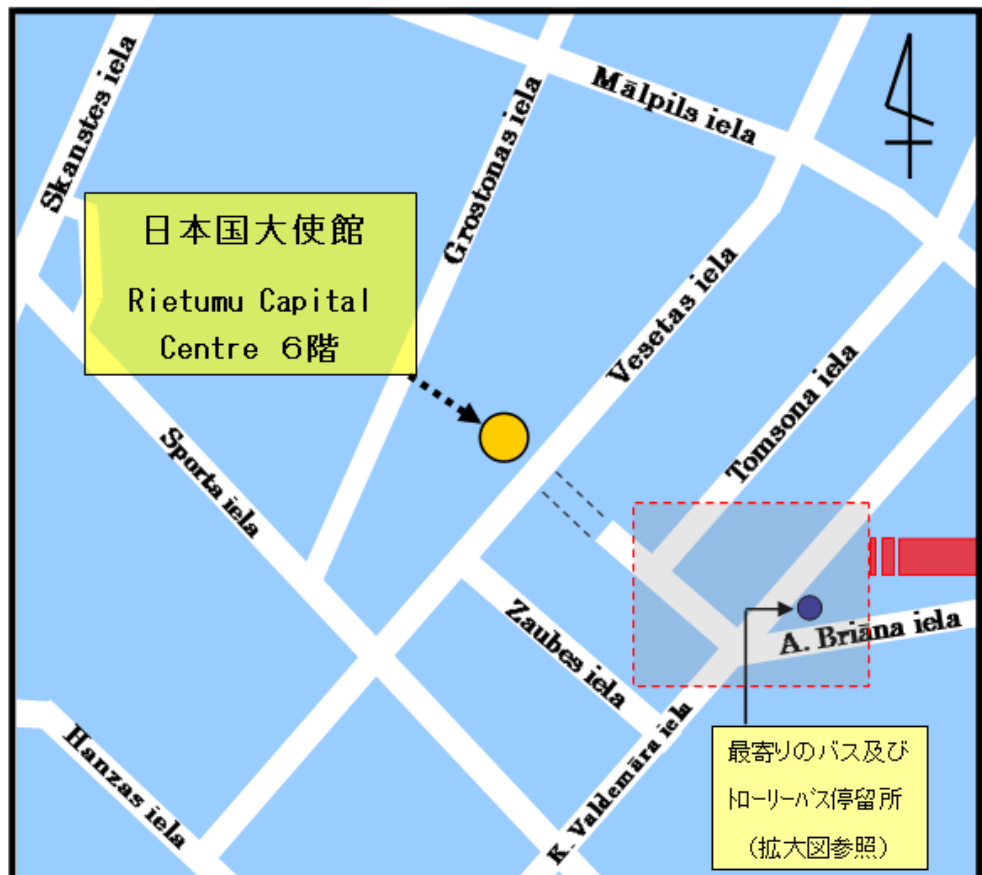 Skanstes iela
Grostonas iela
Mālpils iela
日本国大使館
Rietumu Capital
Centre 6階
Vesetas iela
Tomsona iela
Sporta iela
Zaubes iela
A. Briāna iela
Hanzas iela
K. Valdemāra iela
最寄りのバス及び
トローリーバス停留所
(拡大図参照)